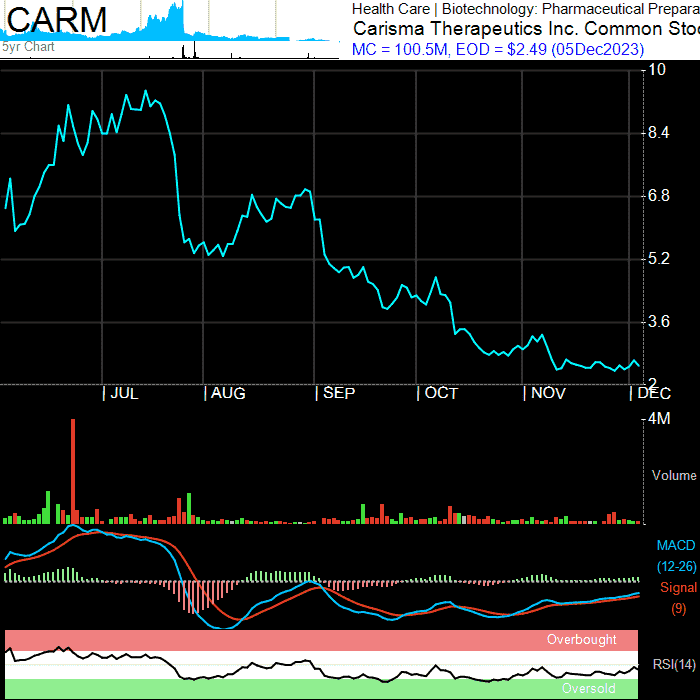 CARM
5yr Chart
Health Care | Biotechnology: Pharmaceutical Prepara
Carisma Therapeutics Inc. Common Stoc
MC = 100.5M, EOD = $2.49 (05Dec2023)
10
8.4
6.8
5.2
3.6
2
JUL AUG SEP OCT NOV DEC
4M
Volume
MACD
(12-26)
Signal
(9)
Overbought
RSI(14)
Oversold